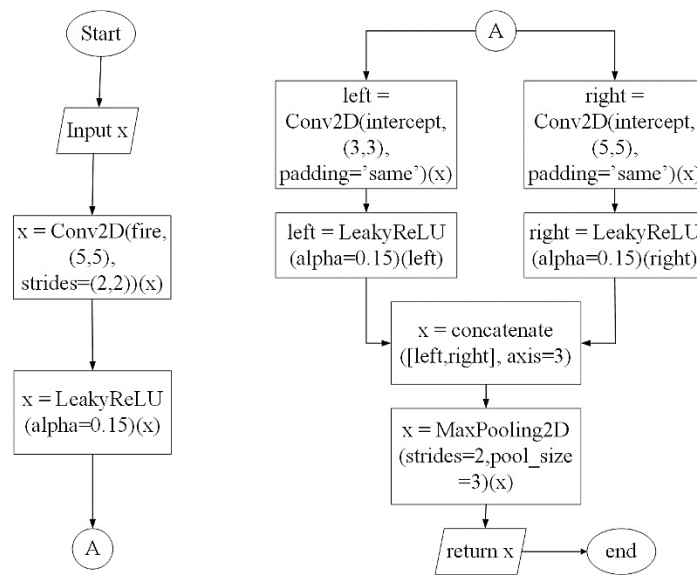 Start
Input x
x = Conv2D(fire,
(5,5),
strides=(2,2))(x)
x = LeakyReLU
(alpha=0.15)(x)
A
A
left =
Conv2D(intercept,
(3,3),
padding=’same’)(x)
right =
Conv2D(intercept,
(5,5),
padding=’same’)(x)
left = LeakyReLU
(alpha=0.15)(left)
right = LeakyReLU
(alpha=0.15)(right)
x = concatenate
([left,right], axis=3)
x = MaxPooling2D
(strides=2,pool_size
=3)(x)
return x
end